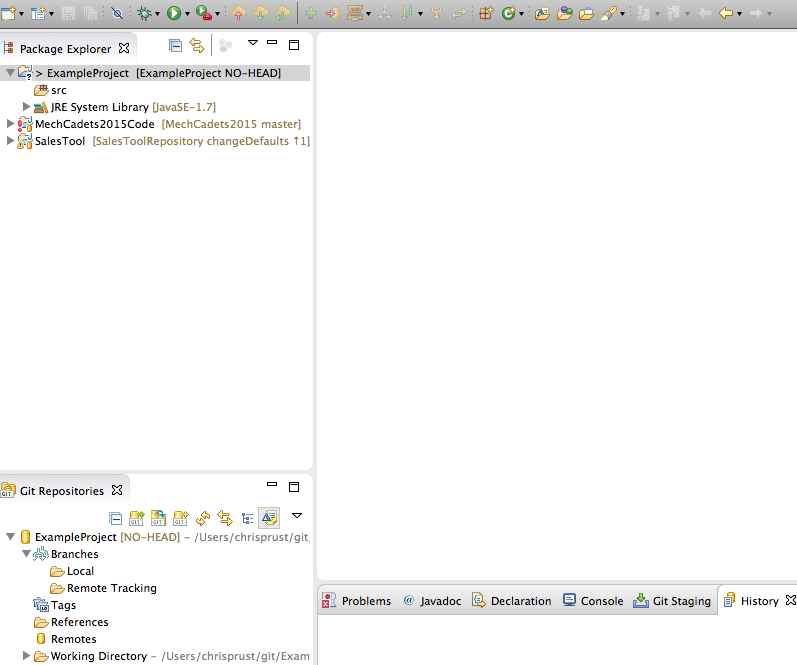 Package Explorer
> ExampleProject [ExampleProject NO-HEAD]
src
JRE System Library [JavaSE-1.7]
MechCadets2015Code [MechCadets2015 master]
SalesTool [SalesToolRepository changeDefaults ↑1]
Git Repositories
ExampleProject [NO-HEAD] – /Users/chrisprust/git,
Branches
Local
Remote Tracking
Tags
References
Remotes
Working Directory – /Users/chrisprust/git/Exam
Problems @ Javadoc Declaration Console Git Staging History